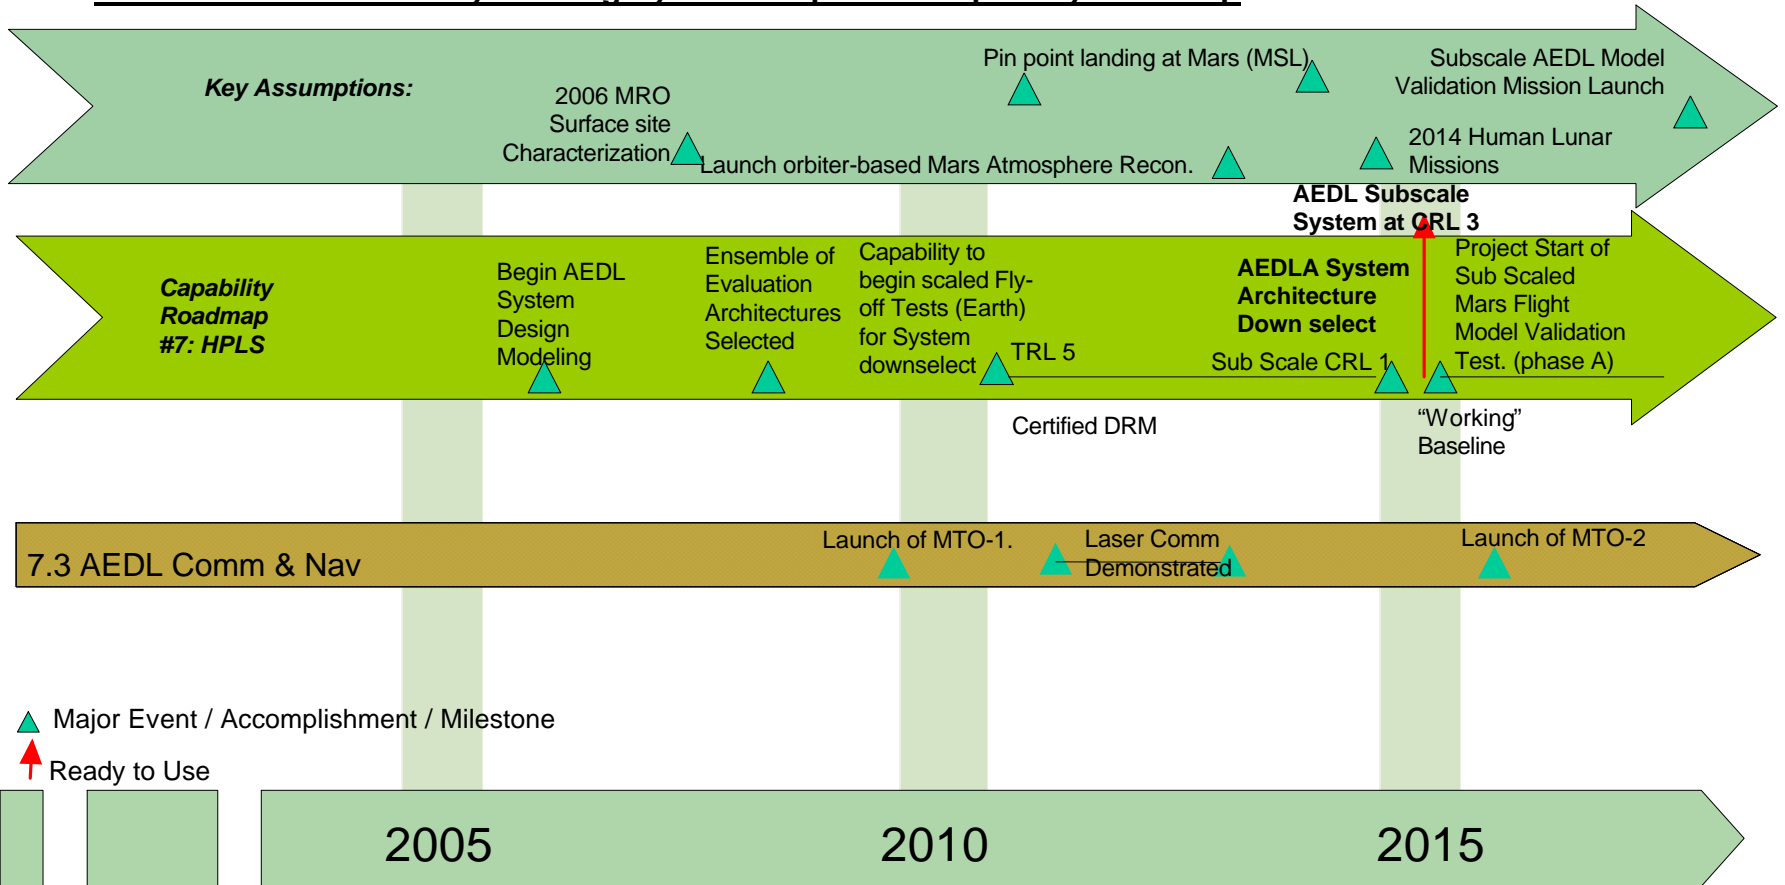 Key Assumptions:
2006 MRO
Surface site
Characterization
Pin point landing at Mars (MSL)
Launch orbiter-based Mars Atmosphere Recon.
Subscale AEDL Model
Validation Mission Launch
2014 Human Lunar
Missions
AEDL Subscale
System at CRL 3
Capability
Roadmap
#7: HPLS
Begin AEDL
System
Design
Modeling
Ensemble of
Evaluation
Architectures
Selected
Capability to
begin scaled Fly-
off Tests (Earth)
for System
downselect
TRL 5
AEDLA System
Architecture
Down select
Sub Scale CRL 1
Project Start of
Sub Scaled
Mars Flight
Model Validation
Test. (phase A)
Certified DRM
“Working”
Baseline
7.3 AEDL Comm & Nav
Launch of MTO-1.
Laser Comm
Demonstrated
Launch of MTO-2
Major Event / Accomplishment / Milestone
Ready to Use
2005
2010
2015